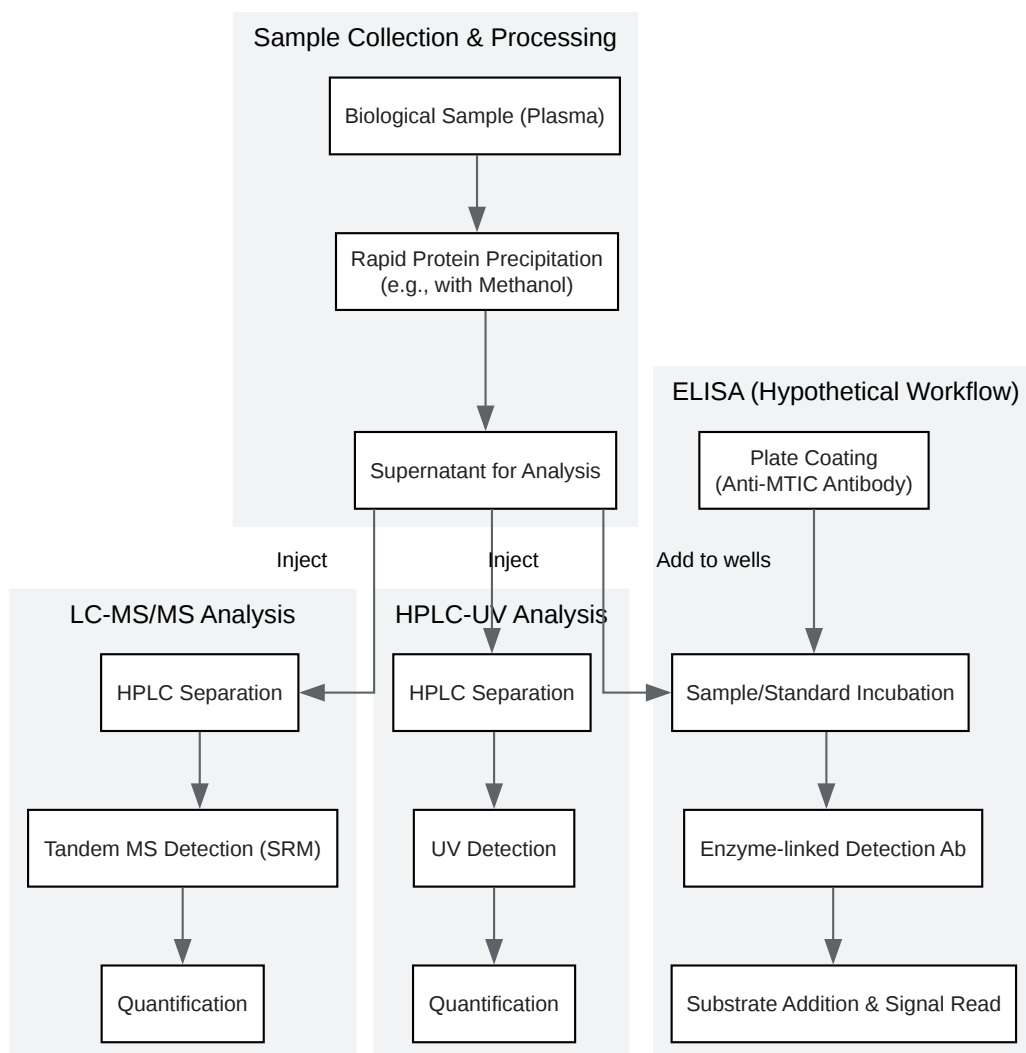 Sample Collection & Processing
Biological Sample (Plasma)
Rapid Protein Precipitation
(e.g., with Methanol)
Supernatant for Analysis
ELISA (Hypothetical Workflow)
Plate Coating
(Anti-MTIC Antibody)
Inject
Inject
Add to wells
LC-MS/MS Analysis
HPLC-UV Analysis
HPLC Separation
HPLC Separation
Sample/Standard Incubation
Tandem MS Detection (SRM)
UV Detection
Enzyme-linked Detection Ab
Quantification
Quantification
Substrate Addition & Signal Read